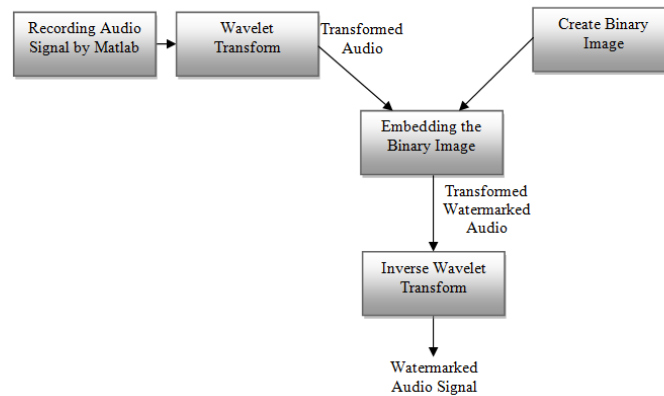 Recording Audio
Signal by Matlab
Wavelet
Transform
Transformed
Audio
Create Binary
Image
Embedding the
Binary Image
Transformed
Watermarked
Audio
Inverse Wavelet
Transform
Watermarked
Audio Signal